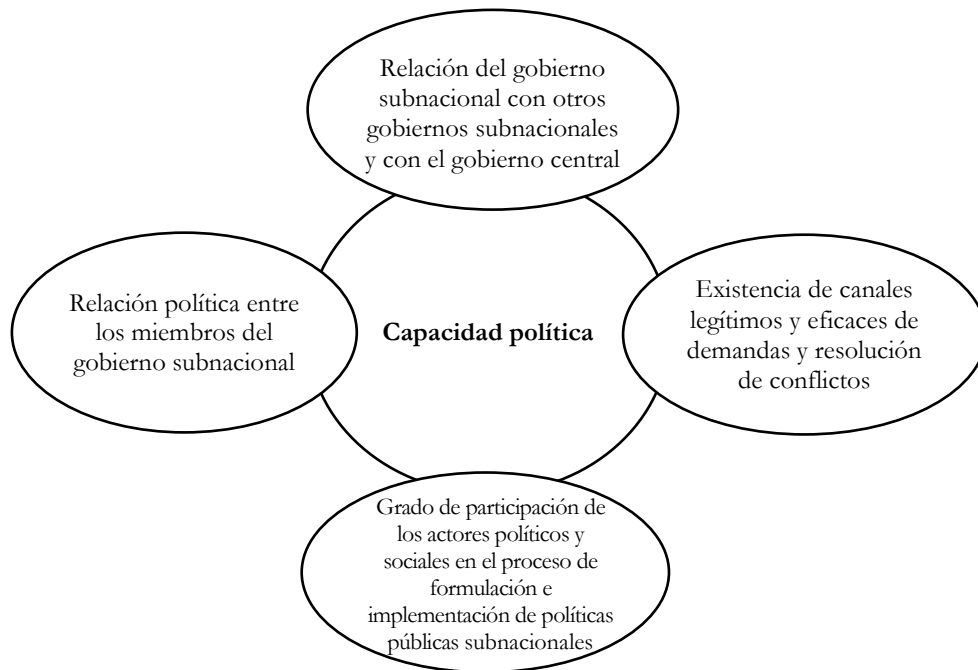 Relación del gobierno
subnacional con otros
gobiernos subnacionales
y con el gobierno central
Relación política entre
los miembros del
gobierno subnacional
Capacidad política
Existencia de canales
legítimos y eficaces de
demandas y resolución
de conflictos
Grado de participación de
los actores políticos y
sociales en el proceso de
formulación e
implementación de políticas
públicas subnacionales